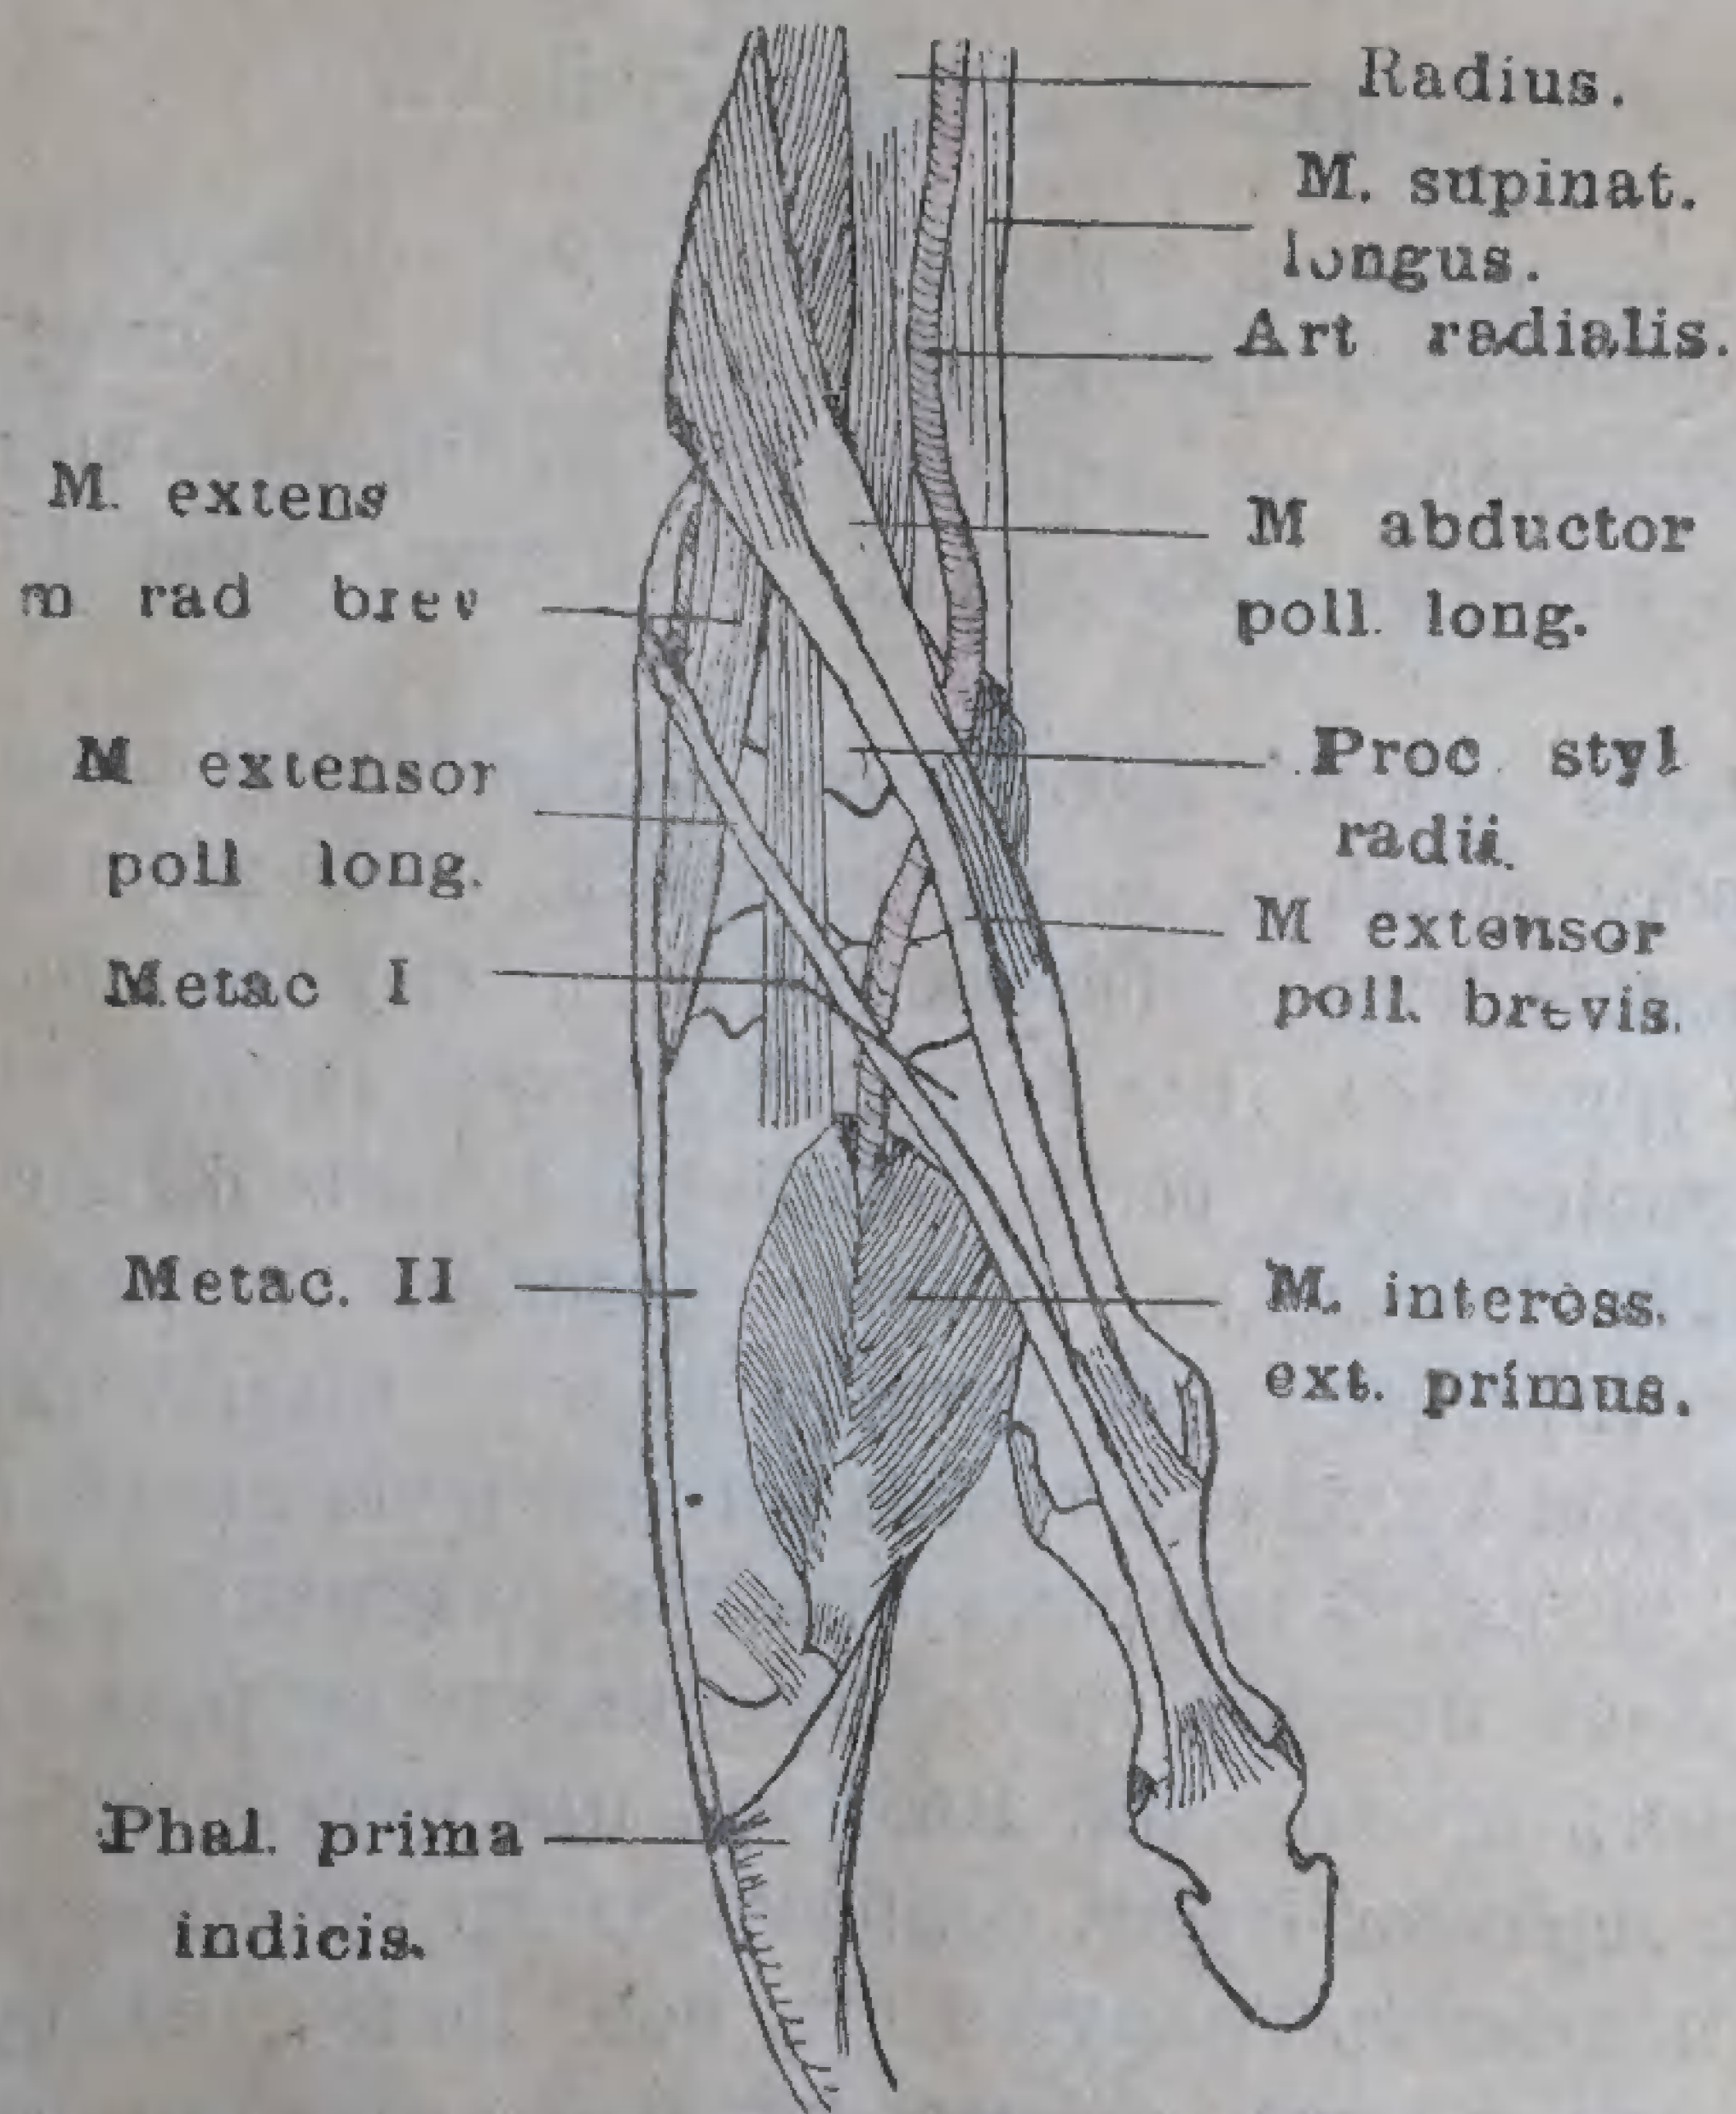 Radius.
M. supinat.
longus.
Art radialis.
M. extens
m rad brev
M abductor
poll. long.
M extensor
poll long.
Proc. styl
radii.
Metac I
M extensor
poll. brevis.
Metac. II
M. inteross.
ext. primus.
Phal. prima
indicis.